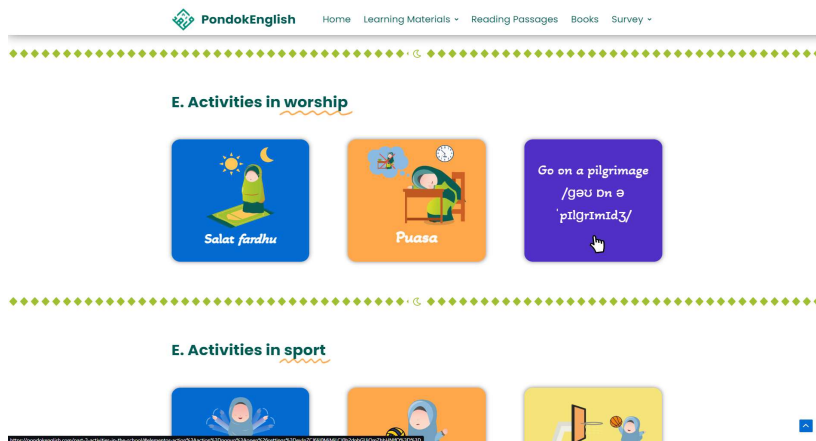 PondokEnglish Home Learning Materials Reading Passages Books Survey
E. Activities in worship
Salat fardhu
Puasa
Go on a pilgrimage
/gəʊ ɒn ə
ˈpɪlgrɪmɪdʒ/
E. Activities in sport